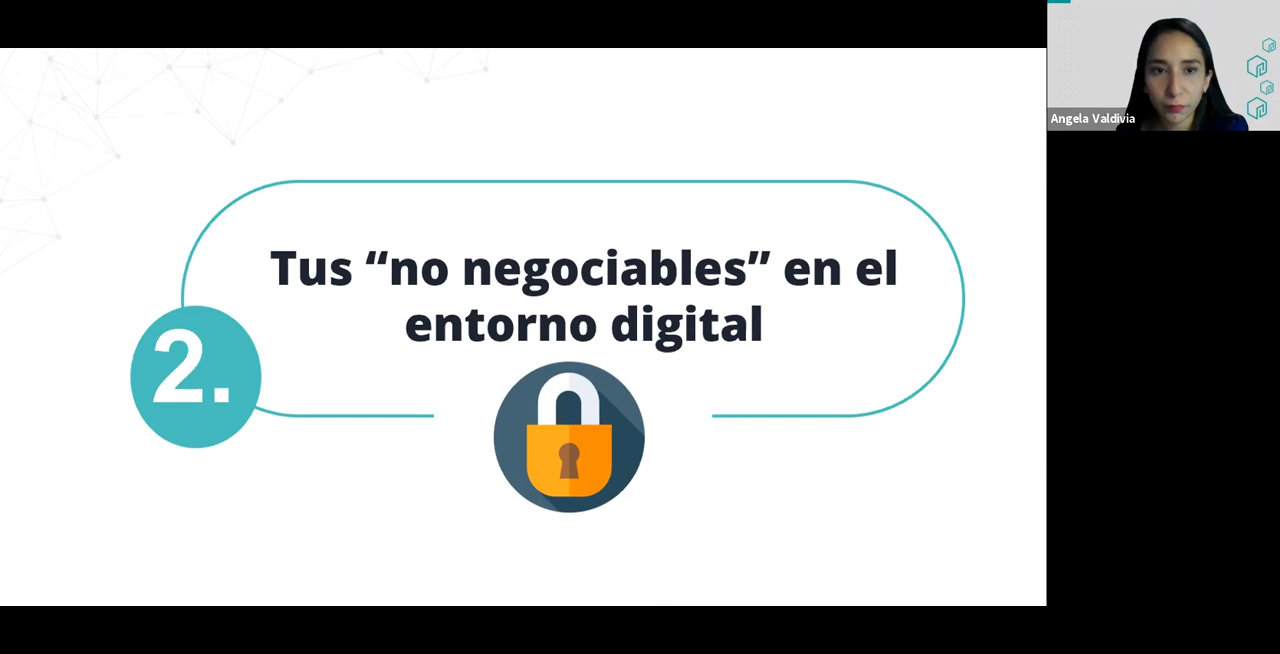 Tus “no negociables” en el
entorno digital
2.
Angela Valdivia